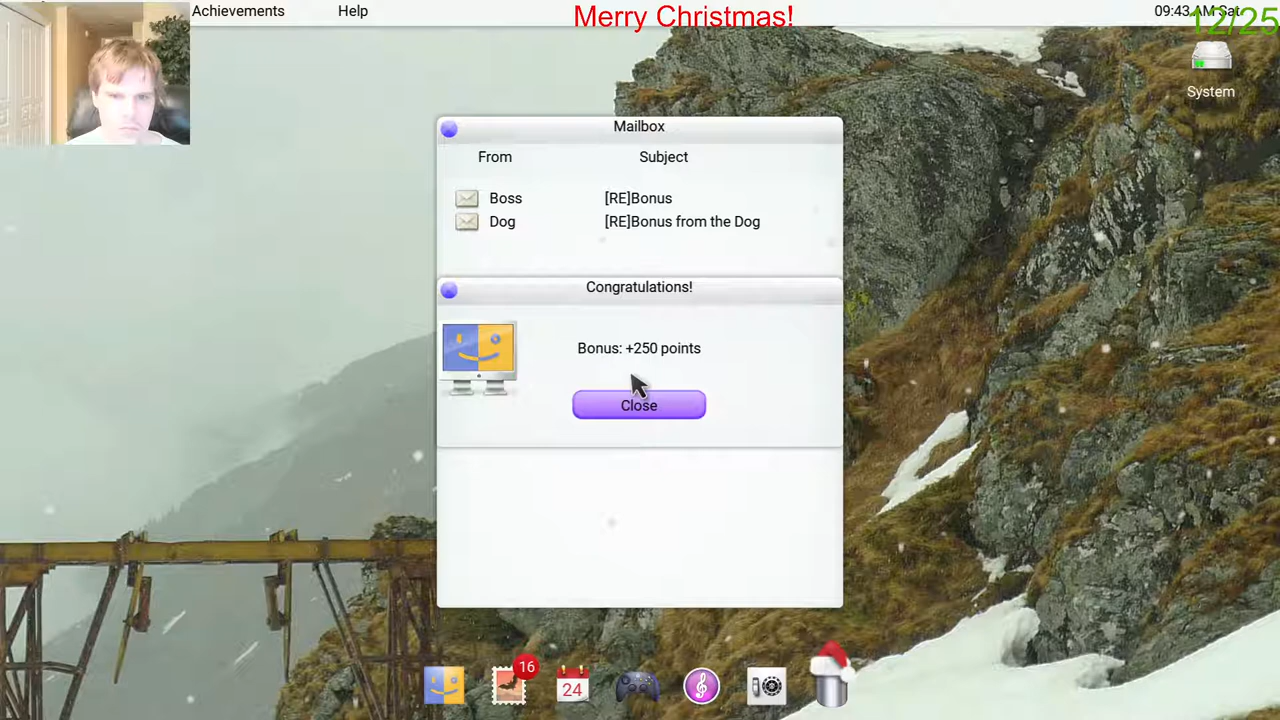 Achievements Help Merry Christmas! 09:43 AM Sat
12/25
System
Mailbox
From Subject
Boss [RE]Bonus
Dog [RE]Bonus from the Dog
Congratulations!
Bonus: +250 points
Close
16
24